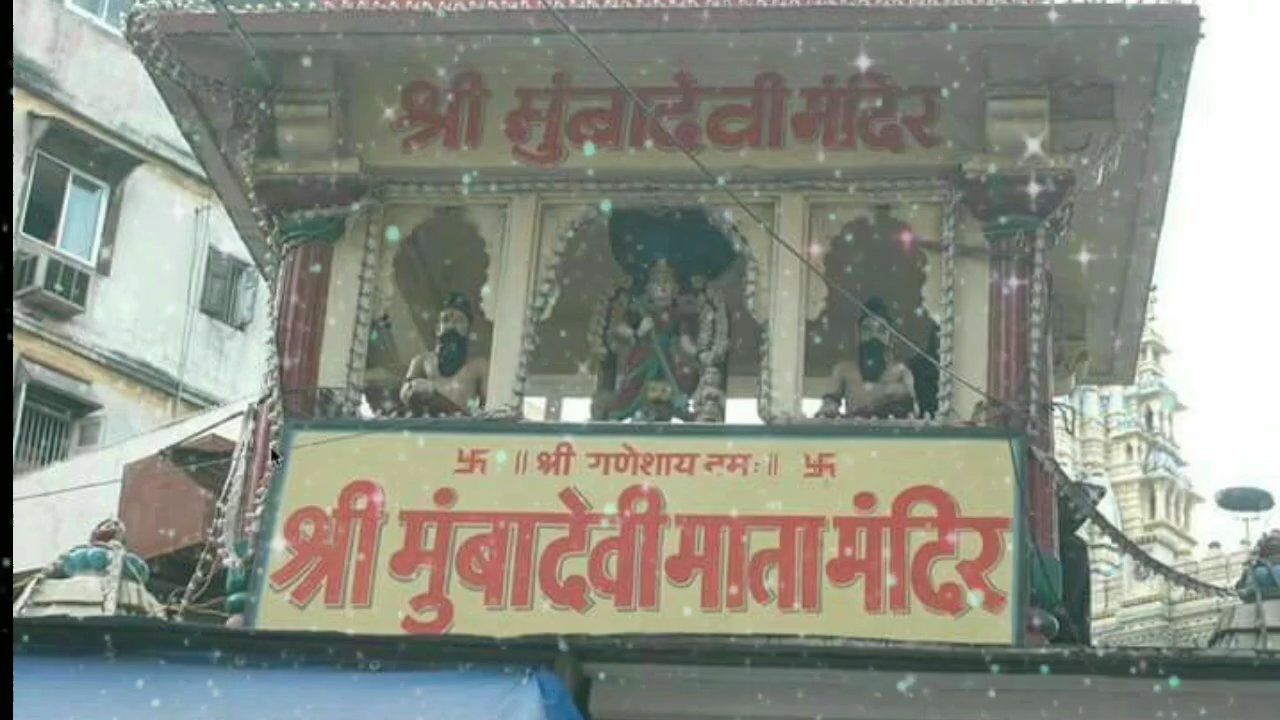 श्री मुंबादेवी मंदिर
卐 ॥ श्री गणेशाय नमः ॥ 卐
श्री मुंबादेवी माता मंदिर